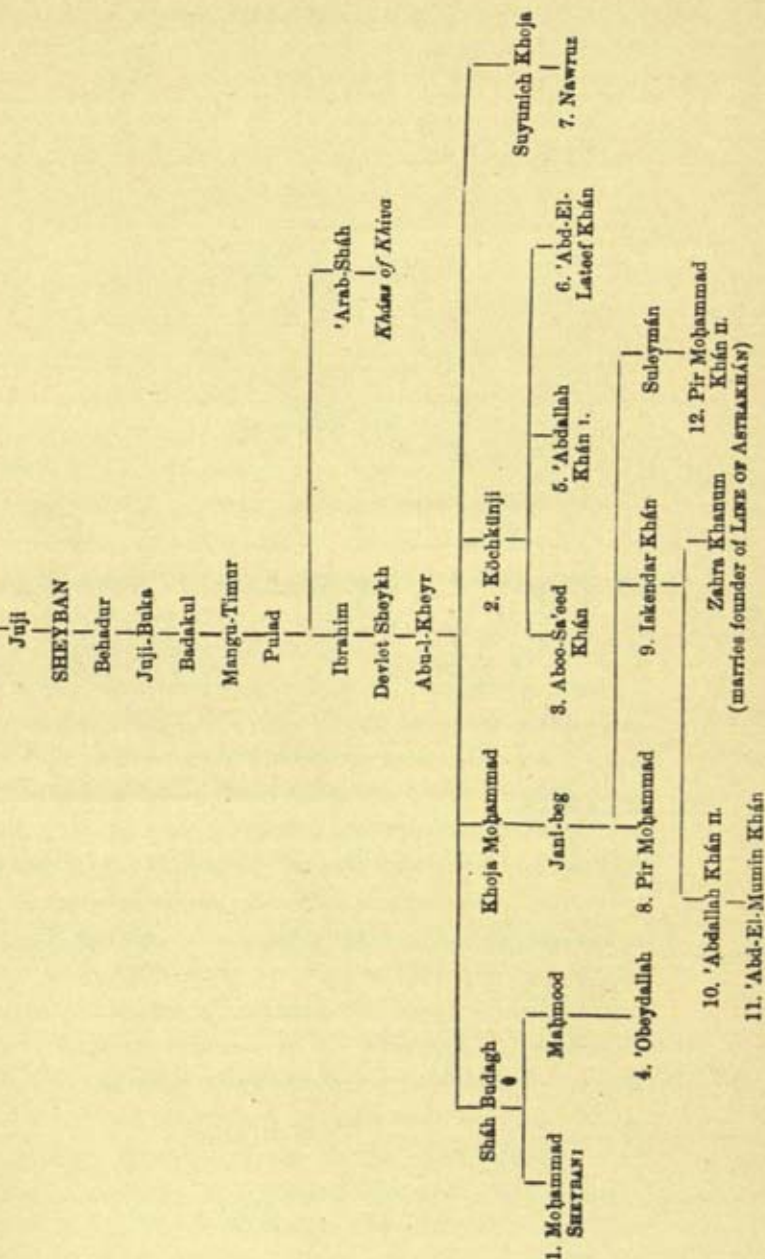 Juji
SHEYBAN
Behadur
Juji-Buka
Badakul
Mangu-Timur
Pulad
Ibrahim
'Arab-Sháh
Devlet Sheykh
Kháns of Khiva
Abu-l-Kheyr
Sháh Budagh
Khoja Moḥammad
2. Köchkünji
Suyunich Khoja
1. Moḥammad
SHEYBANI
Maḥmood
Jani-beg
3. Aboo-Sa'eed
Khán
5. 'Abdallah
Khán I.
6. 'Abd-El-
Lateef Khán
7. Nawruz
4. 'Obeydallah
8. Pir Moḥammad
9. Iskendar Khán
Suleymán
10. 'Abdallah Khán II.
Zahra Khanum
(marries founder of LINE OF ASTRAKHÁN)
12. Pir Moḥammad
Khán II.
11. 'Abd-El-Mumin Khán